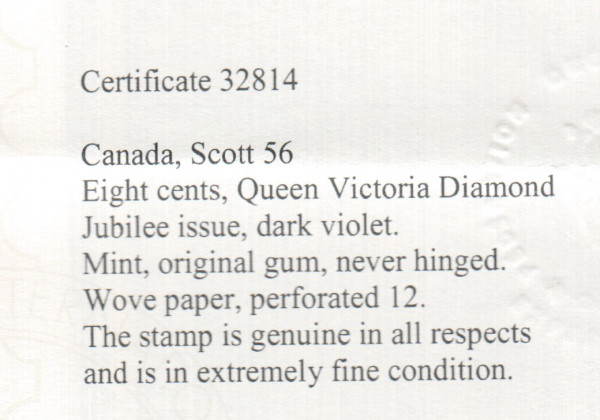 Certificate 32814
Canada, Scott 56
Eight cents, Queen Victoria Diamond
Jubilee issue, dark violet.
Mint, original gum, never hinged.
Wove paper, perforated 12.
The stamp is genuine in all respects
and is in extremely fine condition.